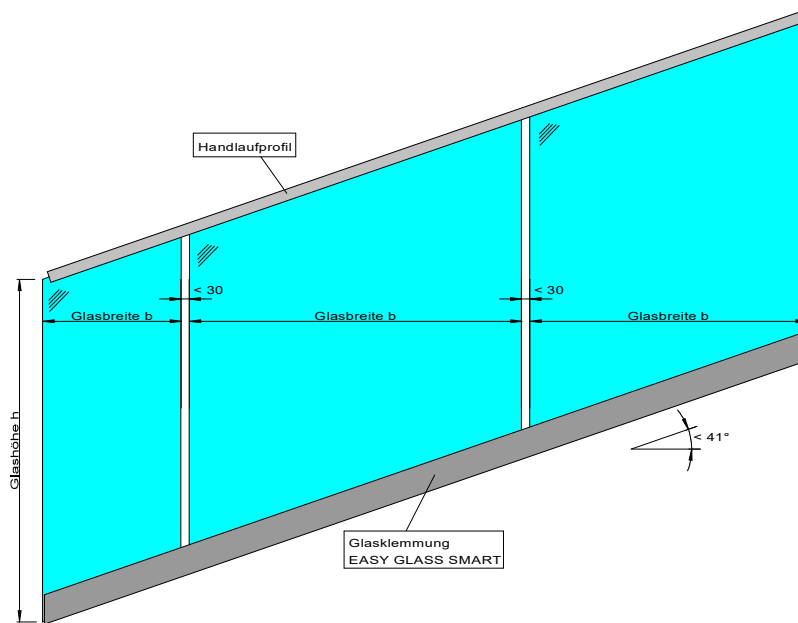 Handlaufprofil
< 30
< 30
Glasbreite b
Glasbreite b
Glasbreite b
Glashöhe h
< 41°
Glasklemmung
EASY GLASS SMART